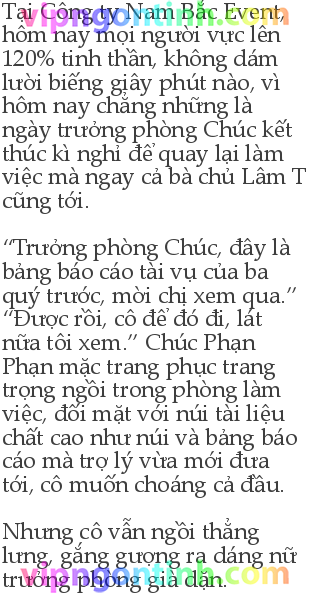 Tại Công ty Nam Bắc Event,
hôm nay mọi người vực lên
120% tinh thần, không dám
lười biếng giây phút nào, vì
hôm nay chẳng những là
ngày trưởng phòng Chúc kết
thúc kì nghỉ để quay lại làm
việc mà ngay cả bà chủ Lâm T
cũng tới.
“Trưởng phòng Chúc, đây là
bảng báo cáo tài vụ của ba
quý trước, mời chị xem qua.”
“Được rồi, cô để đó đi, lát
nữa tôi xem.” Chúc Phạn
Phạn mặc trang phục trang
trọng ngồi trong phòng làm
việc, đối mặt với núi tài liệu
chất cao như núi và bảng báo
cáo mà trợ lý vừa mới đưa
tới, cô muốn choáng cả đầu.
Nhưng cô vẫn ngồi thẳng
lưng, gắng gượng ra dáng nữ
trưởng phòng già dặn.
vipngontinh.com
vipngontinh.com